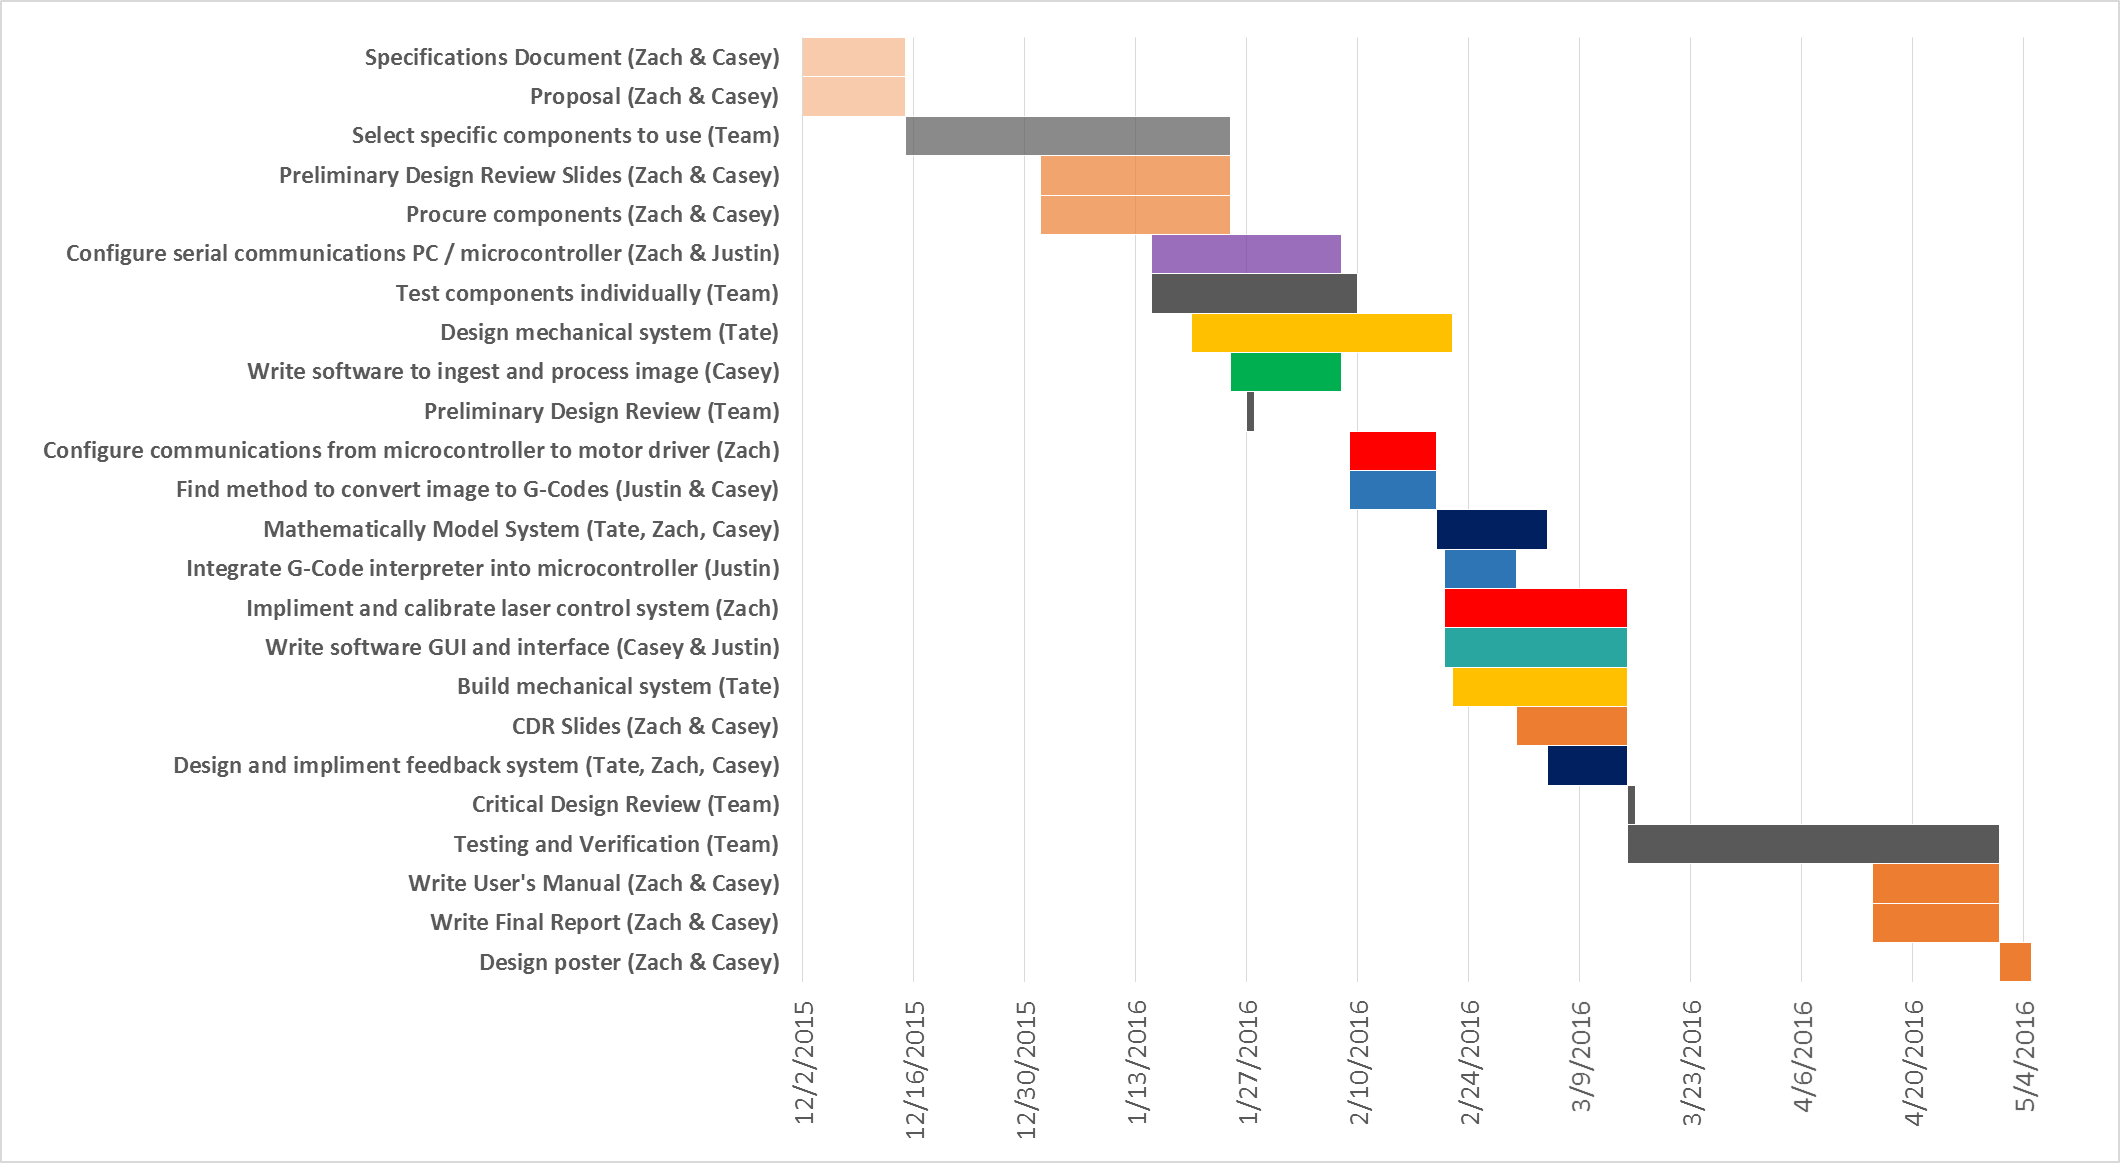 Specifications Document (Zach & Casey)
Proposal (Zach & Casey)
Select specific components to use (Team)
Preliminary Design Review Slides (Zach & Casey)
Procure components (Zach & Casey)
Configure serial communications PC / microcontroller (Zach & Justin)
Test components individually (Team)
Design mechanical system (Tate)
Write software to ingest and process image (Casey)
Preliminary Design Review (Team)
Configure communications from microcontroller to motor driver (Zach)
Find method to convert image to G-Codes (Justin & Casey)
Mathematically Model System (Tate, Zach, Casey)
Integrate G-Code interpreter into microcontroller (Justin)
Impliment and calibrate laser control system (Zach)
Write software GUI and interface (Casey & Justin)
Build mechanical system (Tate)
CDR Slides (Zach & Casey)
Design and impliment feedback system (Tate, Zach, Casey)
Critical Design Review (Team)
Testing and Verification (Team)
Write User's Manual (Zach & Casey)
Write Final Report (Zach & Casey)
Design poster (Zach & Casey)
12/2/2015
12/16/2015
12/30/2015
1/13/2016
1/27/2016
2/10/2016
2/24/2016
3/9/2016
3/23/2016
4/6/2016
4/20/2016
5/4/2016